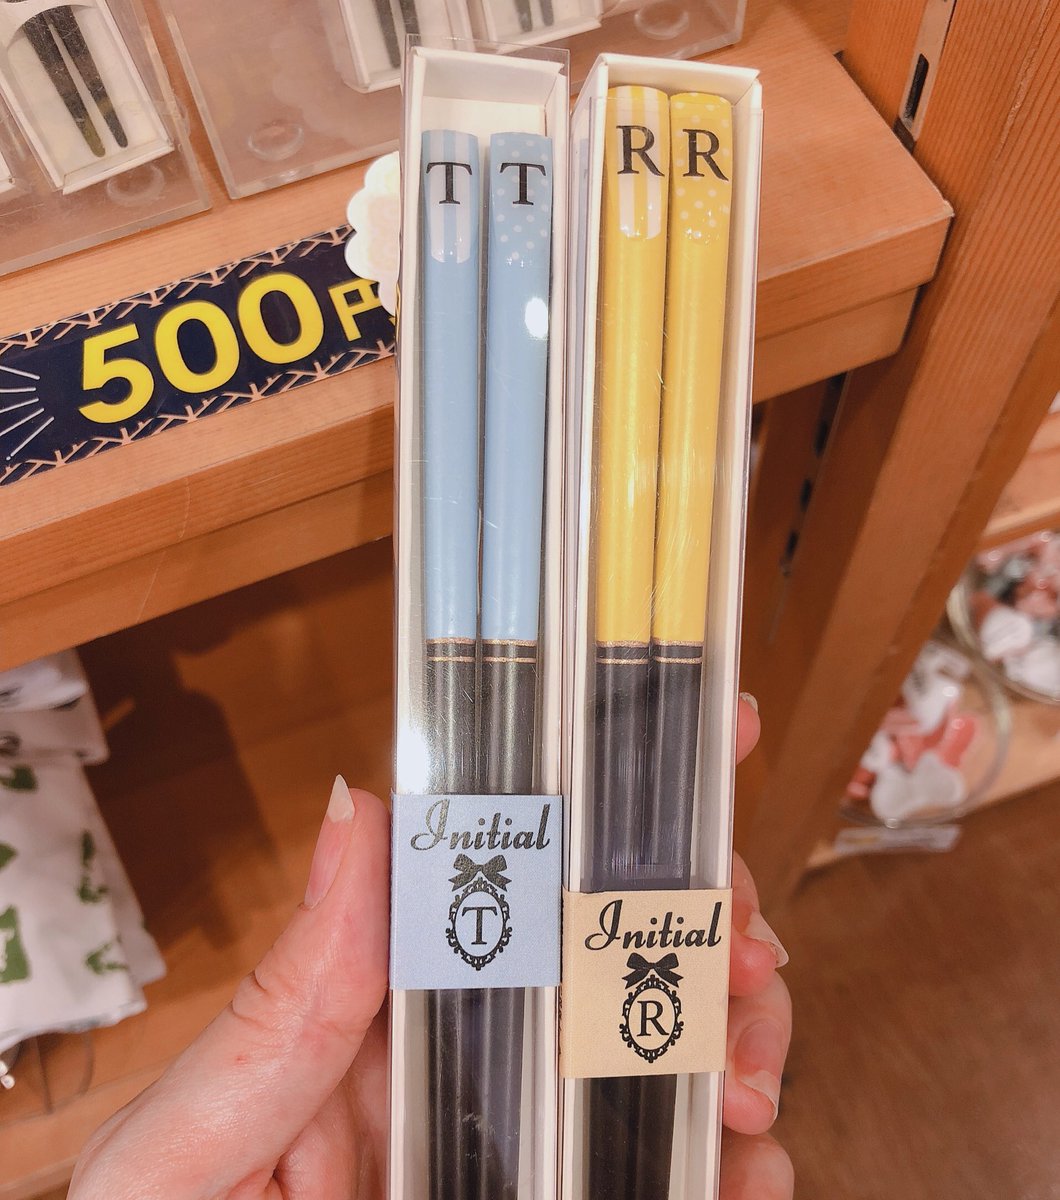 500円
T T
R R
Initial
T
Initial
R